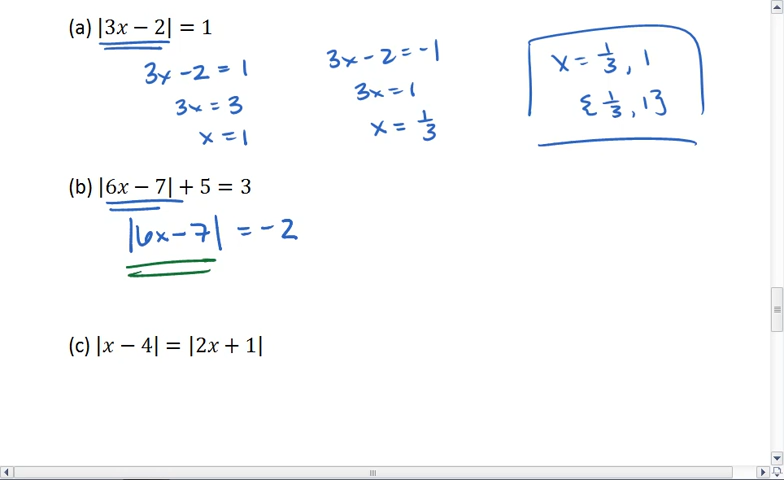 (a) |3x − 2| = 1
3x − 2 = 1
3x = 3
x = 1
3x − 2 = −1
3x = 1
x = 1/3
x = 1/3, 1
{1/3, 1}
(b) |6x − 7| + 5 = 3
|6x − 7| = −2
(c) |x − 4| = |2x + 1|